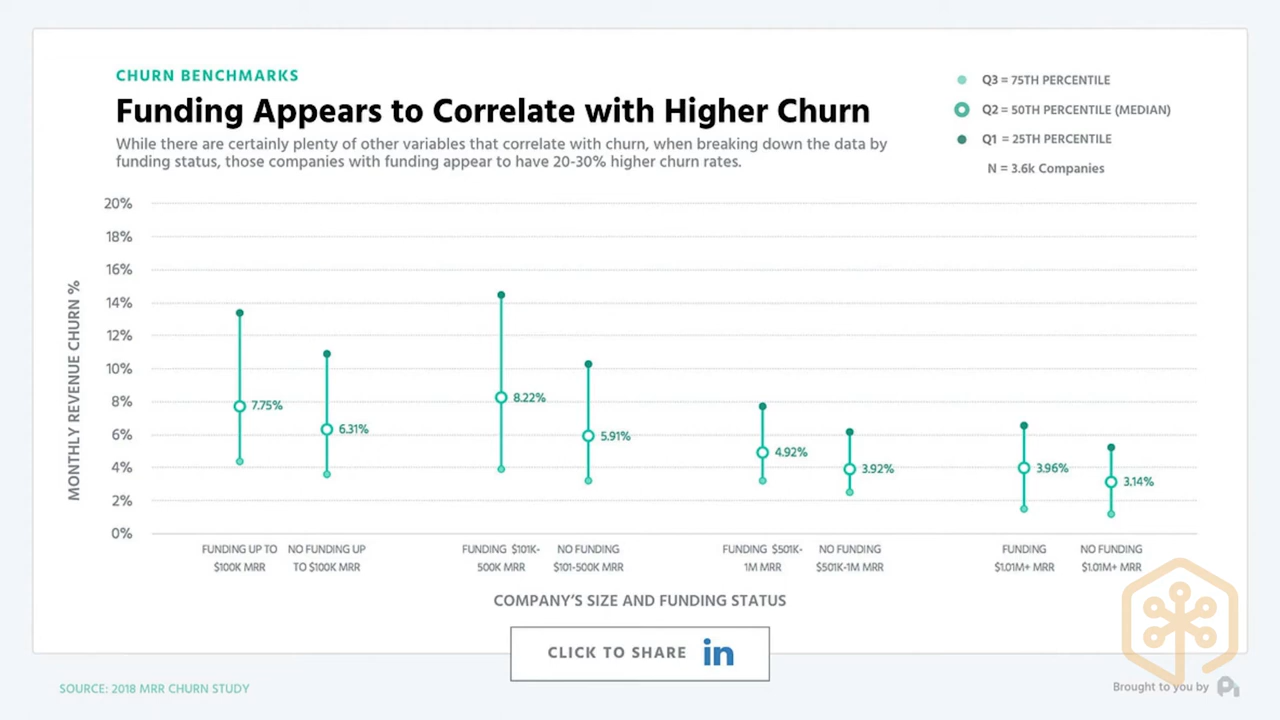 CHURN BENCHMARKS
Funding Appears to Correlate with Higher Churn
While there are certainly plenty of other variables that correlate with churn, when breaking down the data by
funding status, those companies with funding appear to have 20-30% higher churn rates.
Q3 = 75TH PERCENTILE
Q2 = 50TH PERCENTILE (MEDIAN)
Q1 = 25TH PERCENTILE
N = 3.6k Companies
MONTHLY REVENUE CHURN %
20%
18%
16%
14%
12%
10%
8%
6%
4%
2%
0%
7.75%
6.31%
8.22%
5.91%
4.92%
3.92%
3.96%
3.14%
FUNDING UP TO
$100K MRR
NO FUNDING UP
TO $100K MRR
FUNDING $101K-
500K MRR
NO FUNDING
$101-500K MRR
FUNDING $501K-
1M MRR
NO FUNDING
$501K-1M MRR
FUNDING
$1.01M+ MRR
NO FUNDING
$1.01M+ MRR
COMPANY'S SIZE AND FUNDING STATUS
CLICK TO SHARE in
SOURCE: 2018 MRR CHURN STUDY
Brought to you by